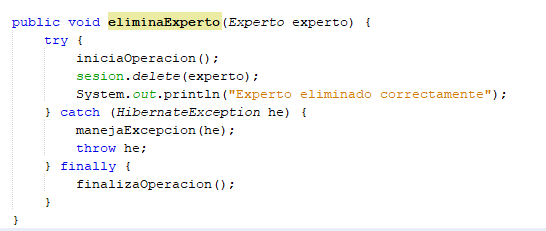 public void eliminaExperto(Experto experto) {
    try {
        iniciaOperacion();
        sesion.delete(experto);
        System.out.println("Experto eliminado correctamente");
    } catch (HibernateException he) {
        manejaExcepcion(he);
        throw he;
    } finally {
        finalizaOperacion();
    }
}